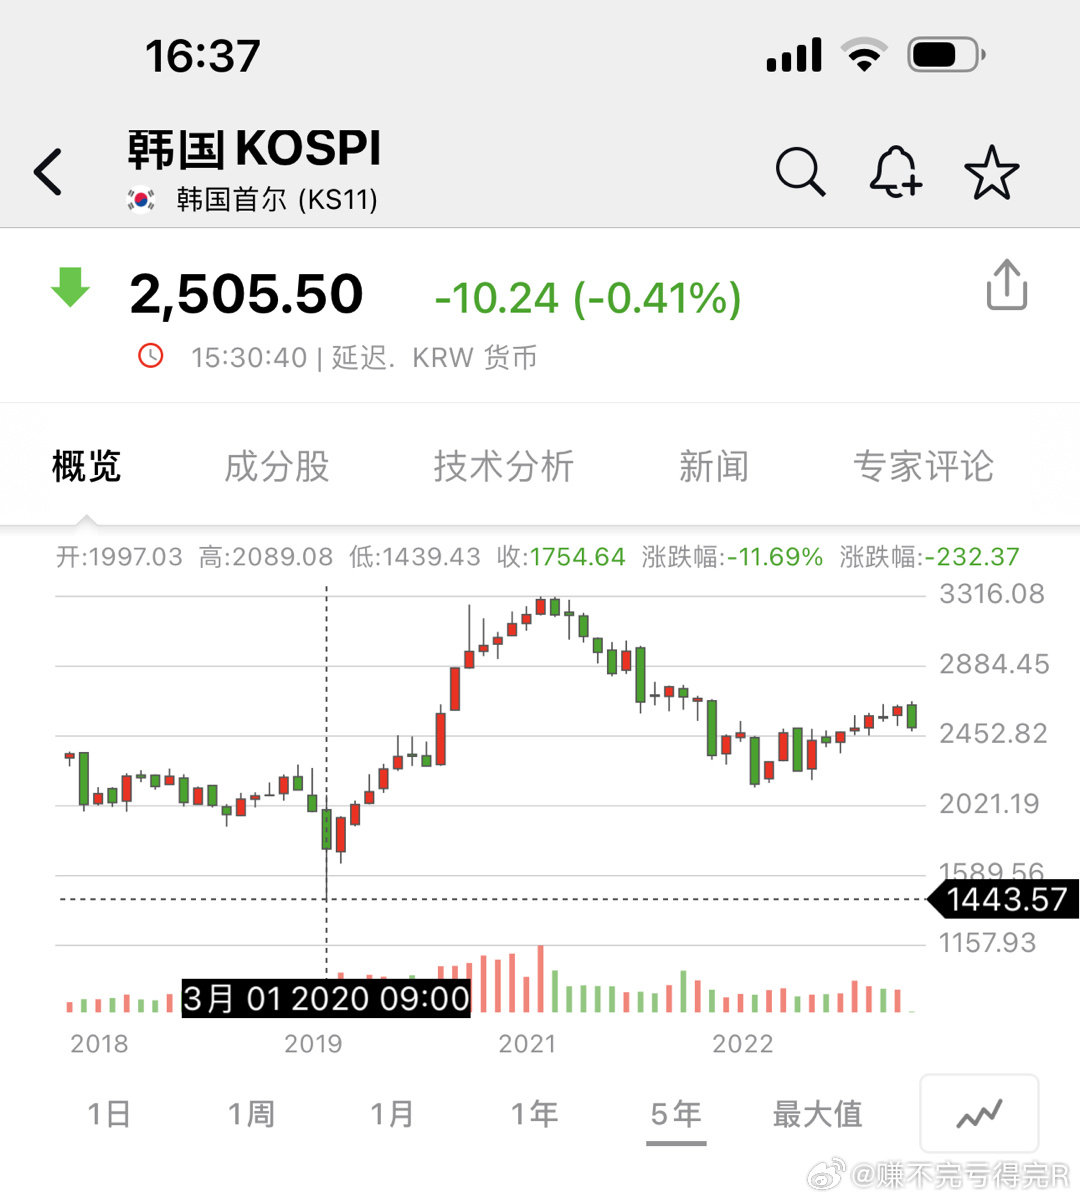 16:37
韩国KOSPI
韩国首尔 (KS11)
2,505.50 -10.24 (-0.41%)
15:30:40 | 延迟. KRW 货币
概览 成分股 技术分析 新闻 专家评论
开:1997.03 高:2089.08 低:1439.43 收:1754.64 涨跌幅:-11.69% 涨跌幅:-232.37
3316.08
2884.45
2452.82
2021.19
1589.56
1443.57
1157.93
3月 01 2020 09:00
2018 2019 2021 2022
1日 1周 1月 1年 5年 最大值
@赚不完亏得完R